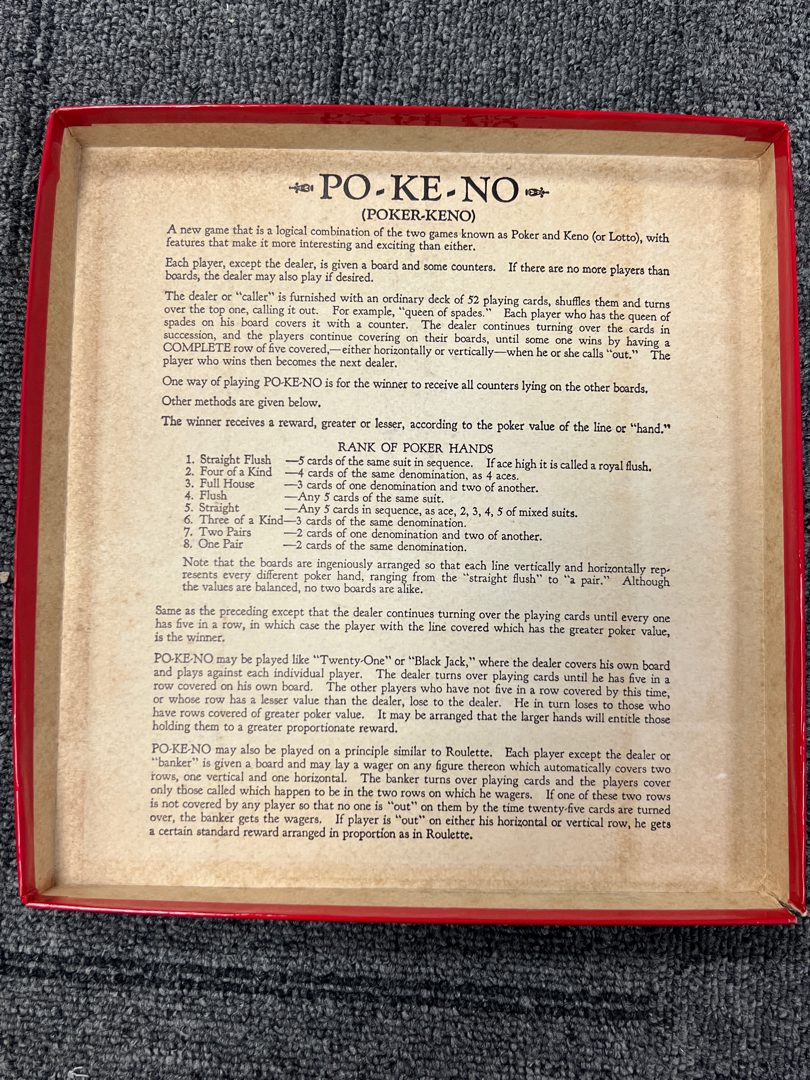 PO-KE-NO
(POKER-KENO)
A new game that is a logical combination of the two games known as Poker and Keno (or Lotto), with
features that make it more interesting and exciting than either.
Each player, except the dealer, is given a board and some counters. If there are no more players than
boards, the dealer may also play if desired.
The dealer or "caller" is furnished with an ordinary deck of 52 playing cards, shuffles them and turns
over the top one, calling it out. For example, "queen of spades." Each player who has the queen of
spades on his board covers it with a counter. The dealer continues turning over the cards in
succession, and the players continue covering on their boards, until some one wins by having a
COMPLETE row of five covered,—either horizontally or vertically—when he or she calls "out." The
player who wins then becomes the next dealer.
One way of playing PO-KE-NO is for the winner to receive all counters lying on the other boards.
Other methods are given below.
The winner receives a reward, greater or lesser, according to the poker value of the line or "hand."
RANK OF POKER HANDS
1. Straight Flush —5 cards of the same suit in sequence. If ace high it is called a royal flush.
2. Four of a Kind —4 cards of the same denomination, as 4 aces.
3. Full House —3 cards of one denomination and two of another.
4. Flush —Any 5 cards of the same suit.
5. Straight —Any 5 cards in sequence, as ace, 2, 3, 4, 5 of mixed suits.
6. Three of a Kind—3 cards of the same denomination.
7. Two Pairs —2 cards of one denomination and two of another.
8. One Pair —2 cards of the same denomination.
Note that the boards are ingeniously arranged so that each line vertically and horizontally rep-
resents every different poker hand, ranging from the "straight flush" to "a pair." Although
the values are balanced, no two boards are alike.
Same as the preceding except that the dealer continues turning over the playing cards until every one
has five in a row, in which case the player with the line covered which has the greater poker value,
is the winner.
PO-KE-NO may be played like "Twenty-One" or "Black Jack," where the dealer covers his own board
and plays against each individual player. The dealer turns over playing cards until he has five in a
row covered on his own board. The other players who have not five in a row covered by this time,
or whose row has a lesser value than the dealer, lose to the dealer. He in turn loses to those who
have rows covered of greater poker value. It may be arranged that the larger hands will entitle those
holding them to a greater proportionate reward.
PO-KE-NO may also be played on a principle similar to Roulette. Each player except the dealer or
"banker" is given a board and may lay a wager on any figure thereon which automatically covers two
rows, one vertical and one horizontal. The banker turns over playing cards and the players cover
only those called which happen to be in the two rows on which he wagers. If one of these two rows
is not covered by any player so that no one is "out" on them by the time twenty-five cards are turned
over, the banker gets the wagers. If player is "out" on either his horizontal or vertical row, he gets
a certain standard reward arranged in proportion as in Roulette.